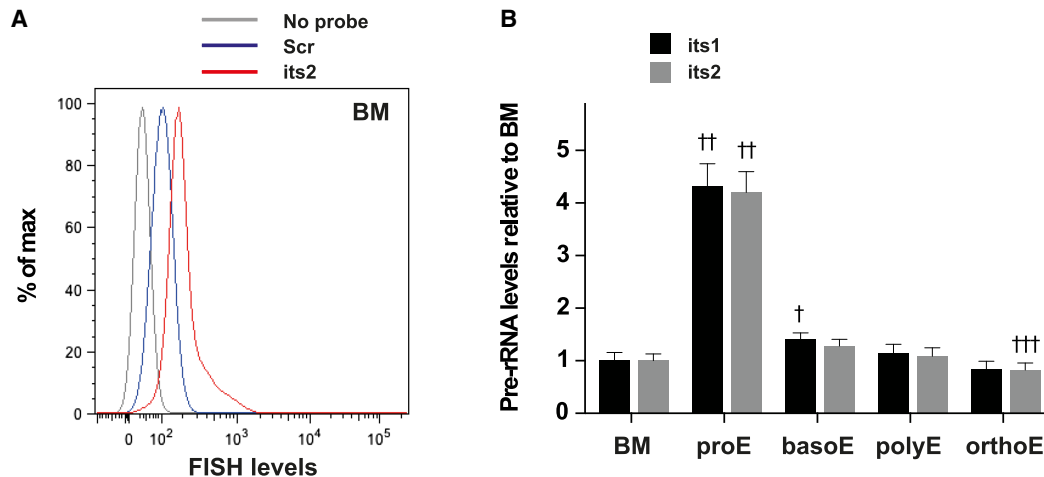 A
No probe
Scr
its2
BM
100
80
60
40
20
0
% of max
0 10² 10³ 10⁴ 10⁵
FISH levels
B
its1
its2
Pre-rRNA levels relative to BM
5
4
3
2
1
0
†† ††
†
†††
BM proE basoE polyE orthoE